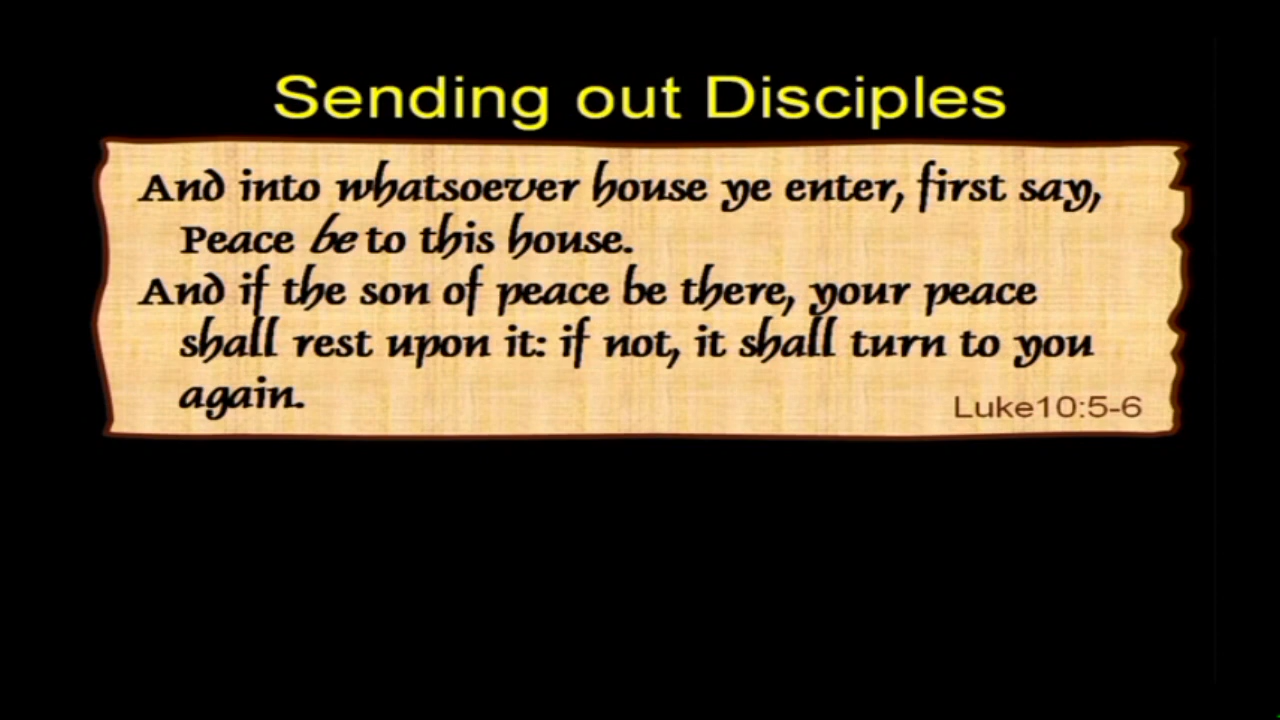 Sending out Disciples
And into whatsoever house ye enter, first say,
Peace be to this house.
And if the son of peace be there, your peace
shall rest upon it: if not, it shall turn to you
again.
Luke10:5-6